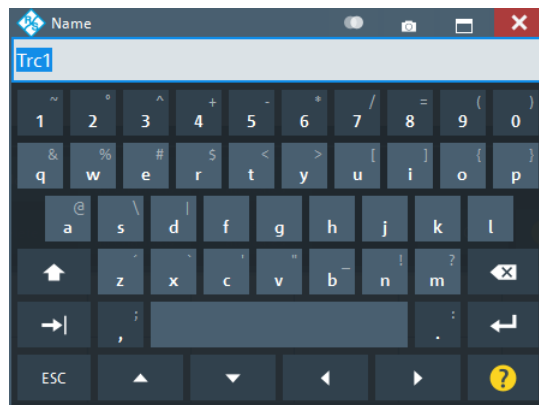 R&S Name
Trc1
~ ° ^ + - * / = ( )
1 2 3 4 5 6 7 8 9 0
& % # $ < > [ ] { }
q w e r t y u i o p
@ \ |
a s d f g h j k l
´ ` ' " _ ! ?
z x c v b n m
; :
, .
ESC ?